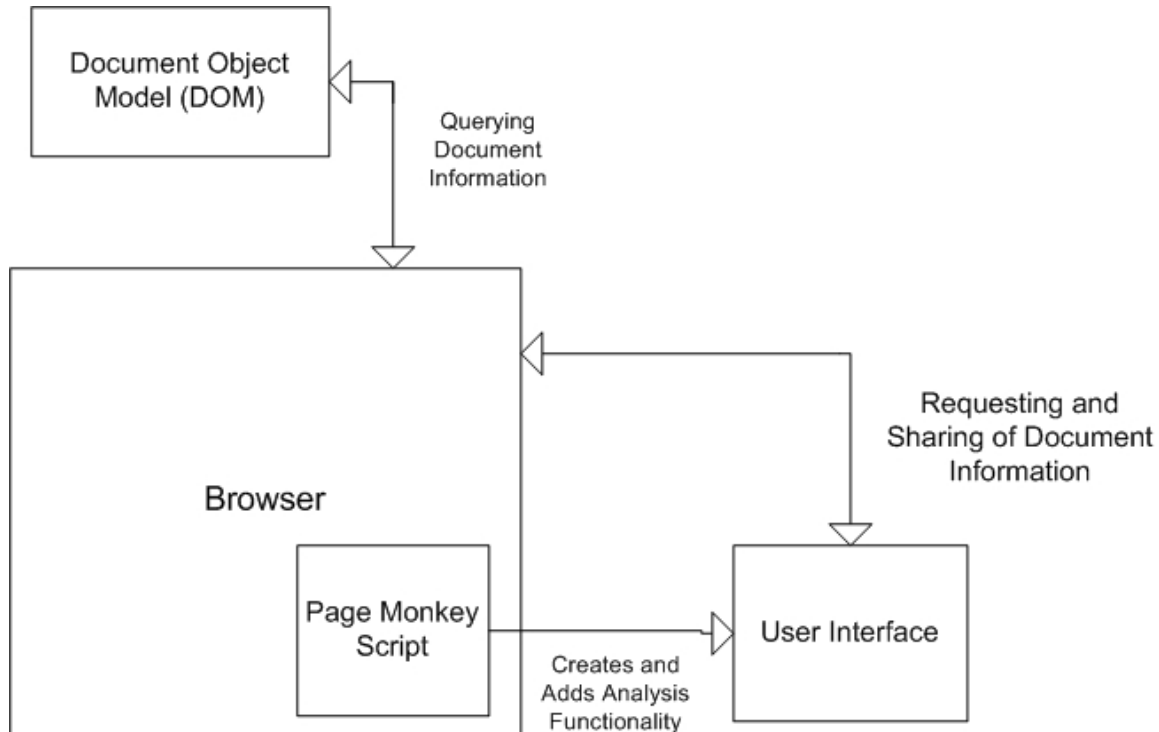 Document Object
Model (DOM)
Querying
Document
Information
Requesting and
Sharing of Document
Information
Browser
Page Monkey
Script
User Interface
Creates and
Adds Analysis
Functionality